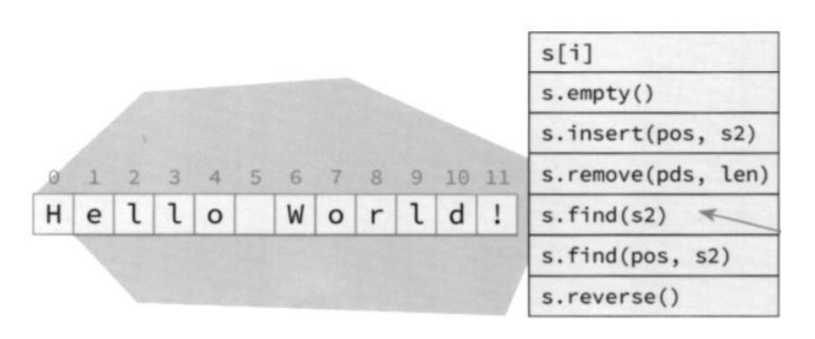 0 1 2 3 4 5 6 7 8 9 10 11
H e l l o W o r l d !
s[i]
s.empty()
s.insert(pos, s2)
s.remove(pds, len)
s.find(s2)
s.find(pos, s2)
s.reverse()